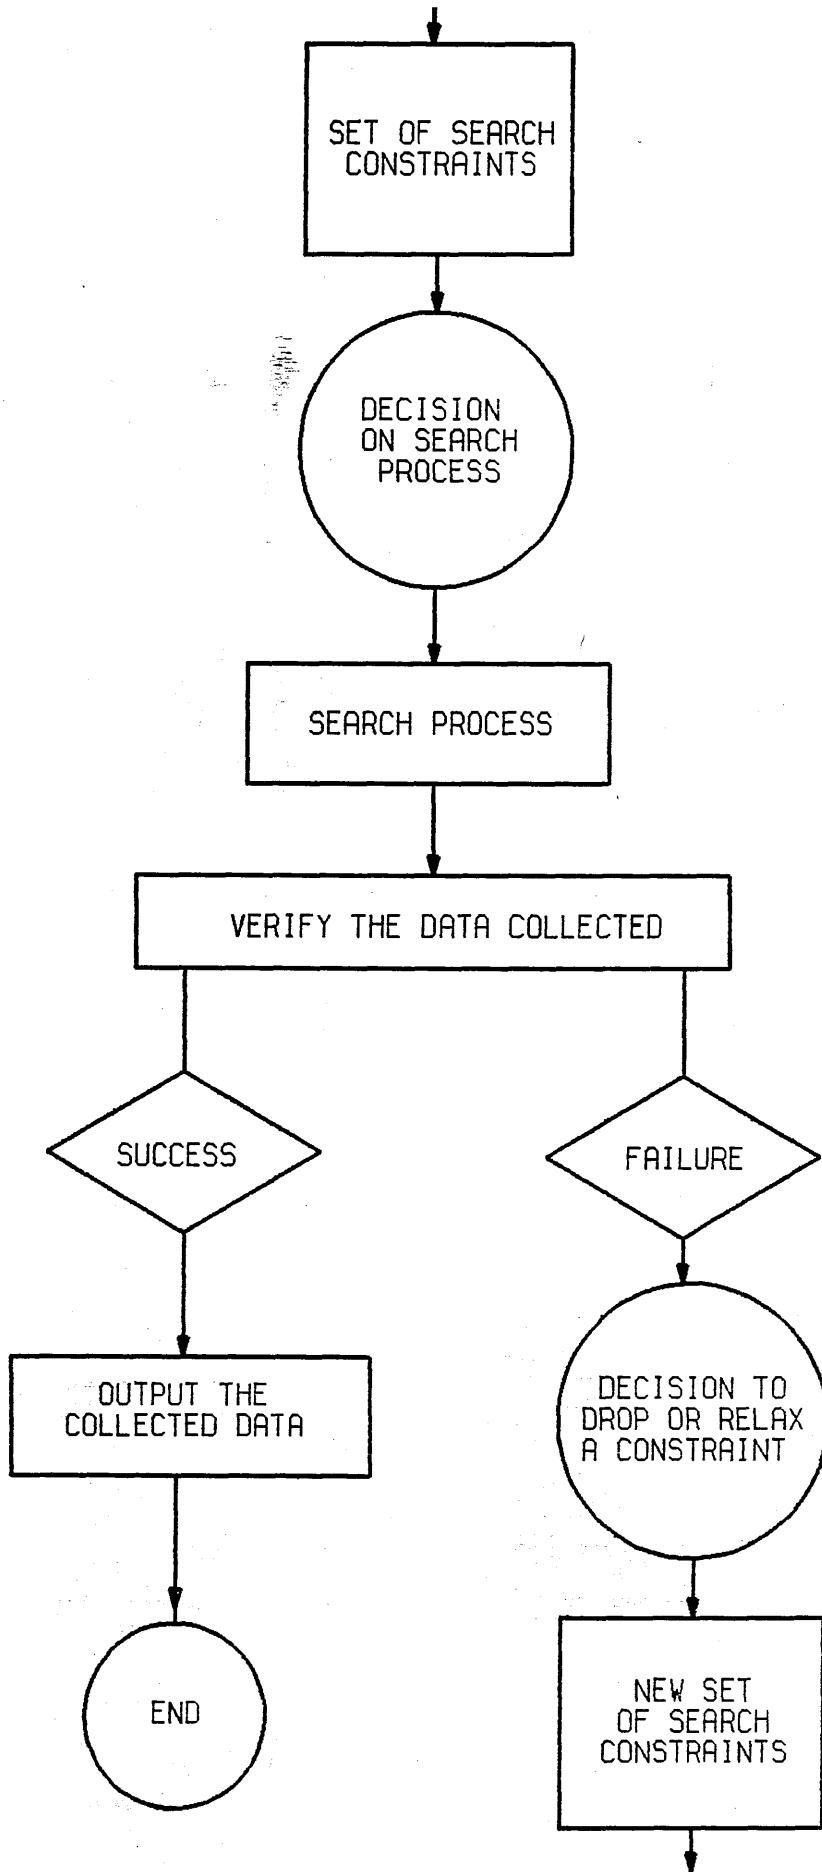 SET OF SEARCH
CONSTRAINTS
DECISION
ON SEARCH
PROCESS
SEARCH PROCESS
VERIFY THE DATA COLLECTED
SUCCESS
FAILURE
OUTPUT THE
COLLECTED DATA
DECISION TO
DROP OR RELAX
A CONSTRAINT
END
NEW SET
OF SEARCH
CONSTRAINTS